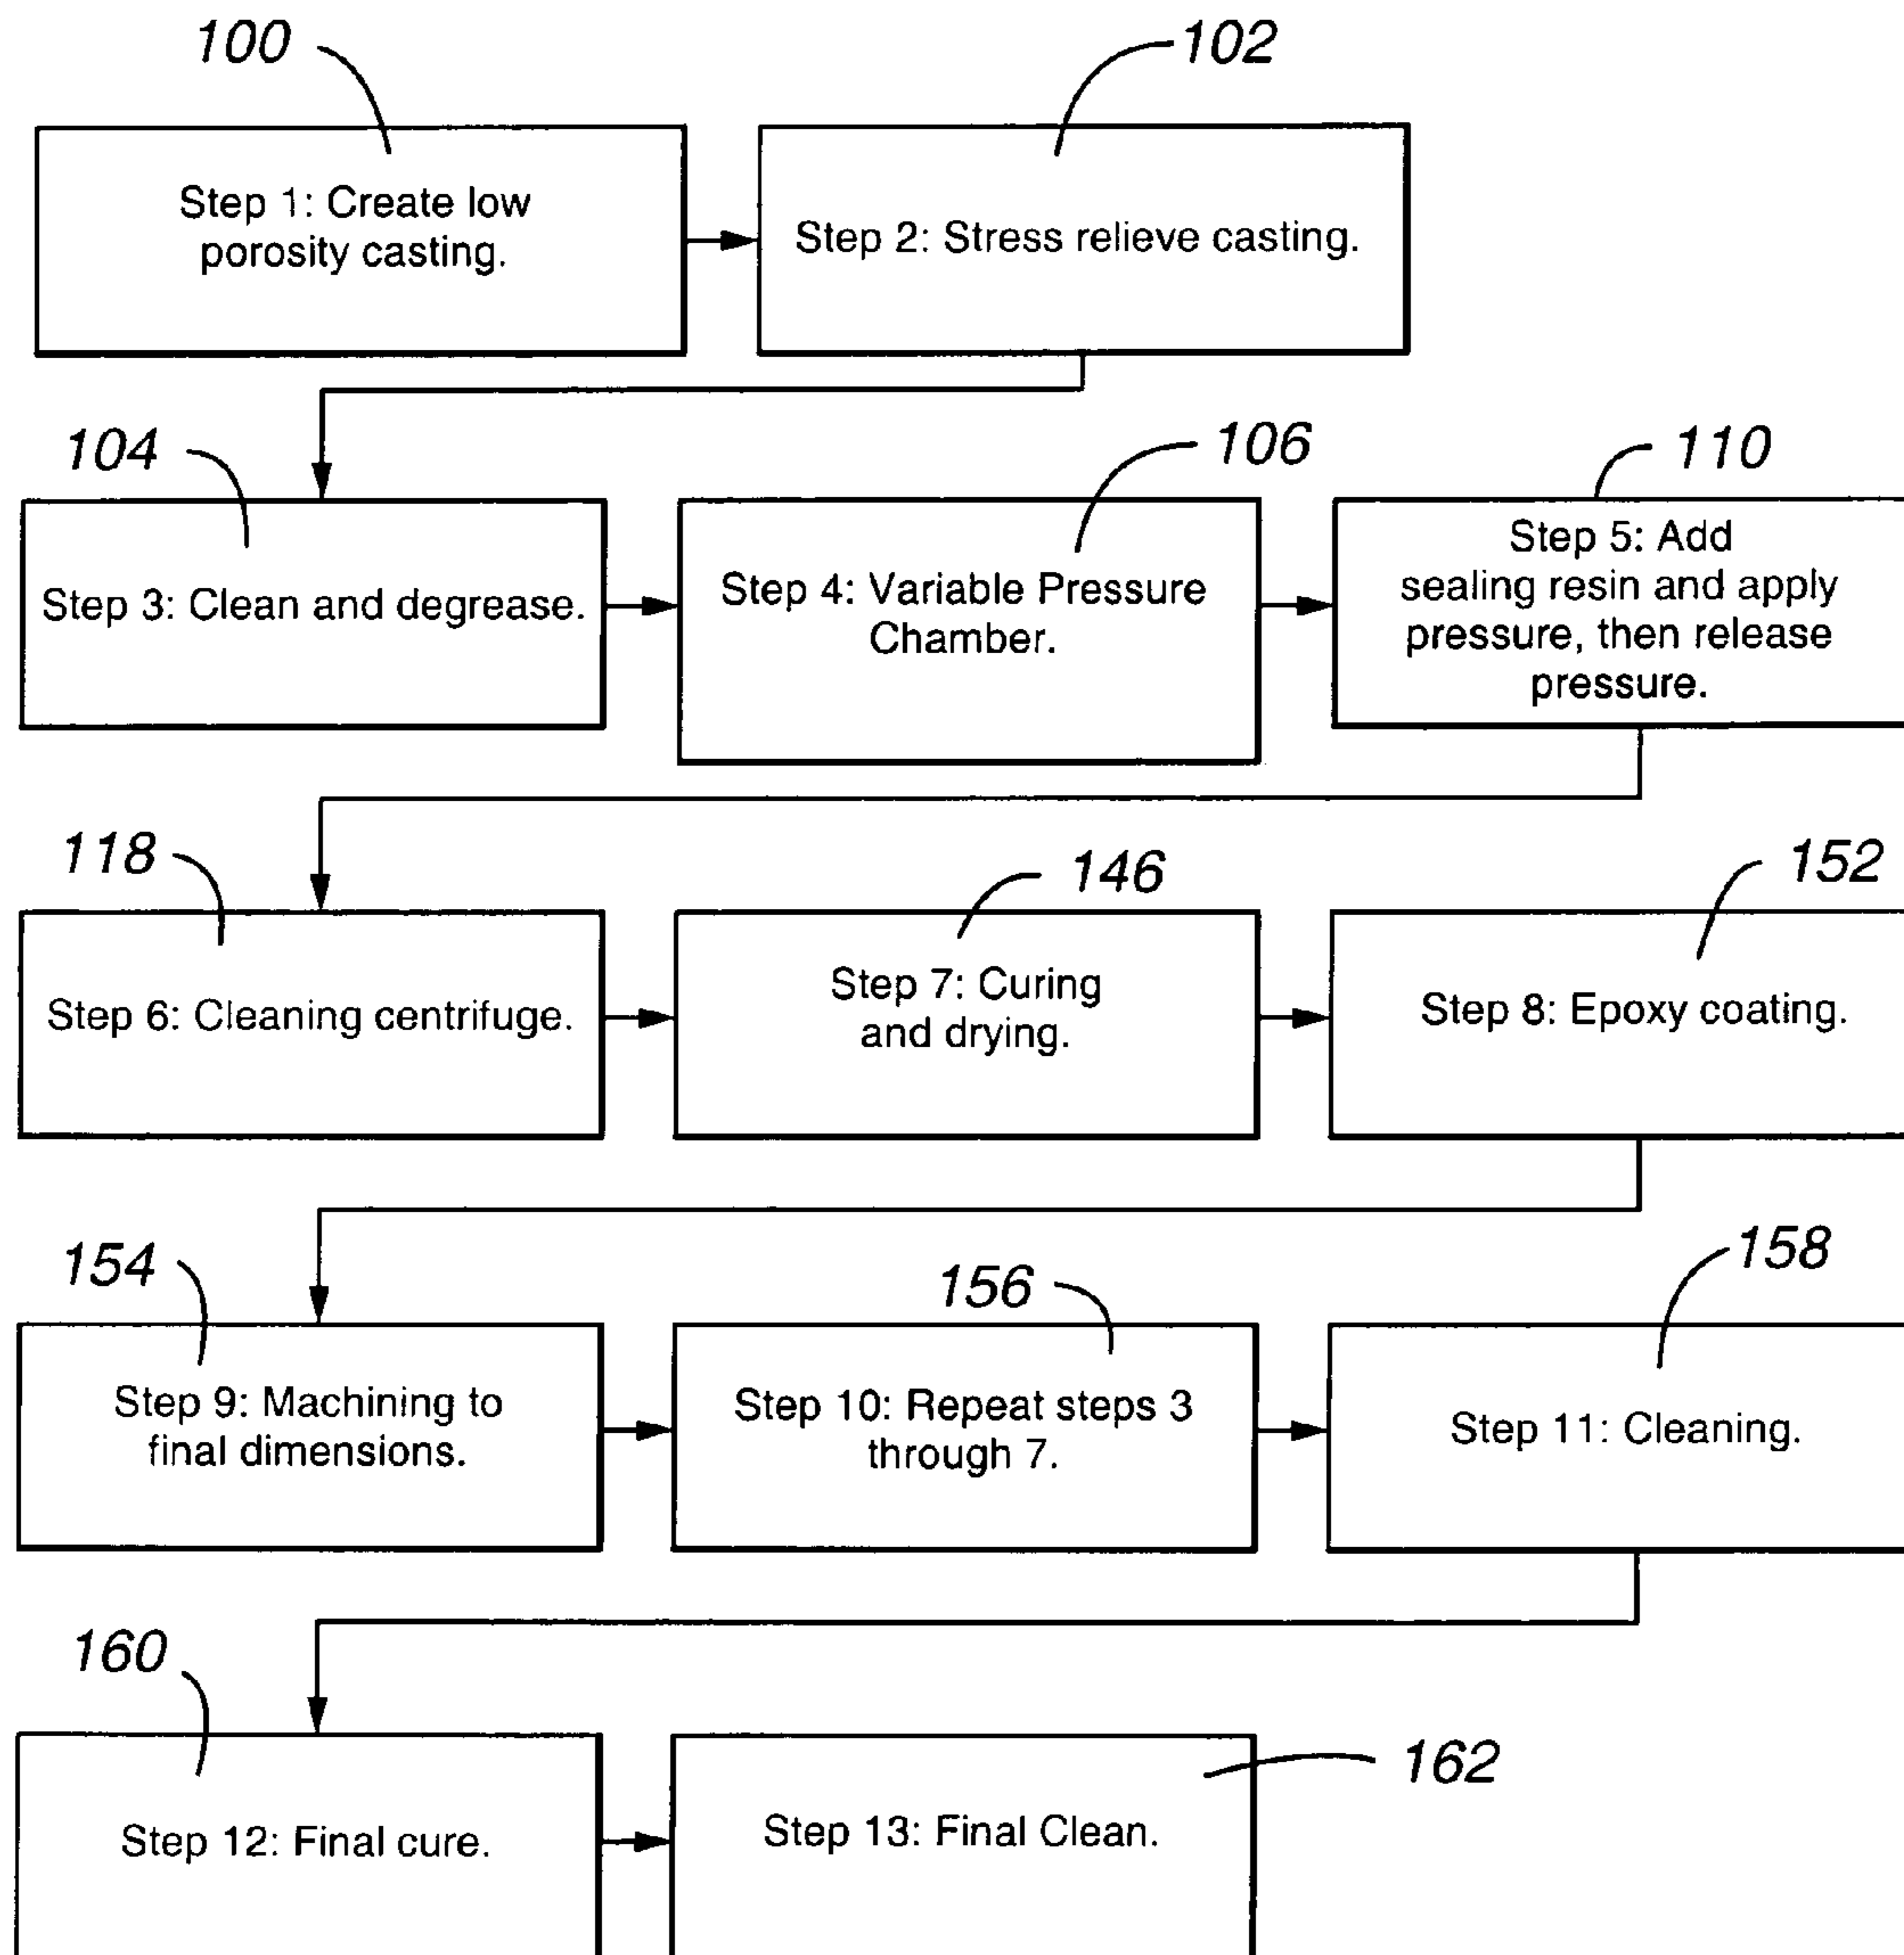 100
102
Step 1: Create low
porosity casting.
Step 2: Stress relieve casting.
104
106
110
Step 3: Clean and degrease.
Step 4: Variable Pressure
Chamber.
Step 5: Add
sealing resin and apply
pressure, then release
pressure.
118
146
152
Step 6: Cleaning centrifuge.
Step 7: Curing
and drying.
Step 8: Epoxy coating.
154
156
158
Step 9: Machining to
final dimensions.
Step 10: Repeat steps 3
through 7.
Step 11: Cleaning.
160
162
Step 12: Final cure.
Step 13: Final Clean.